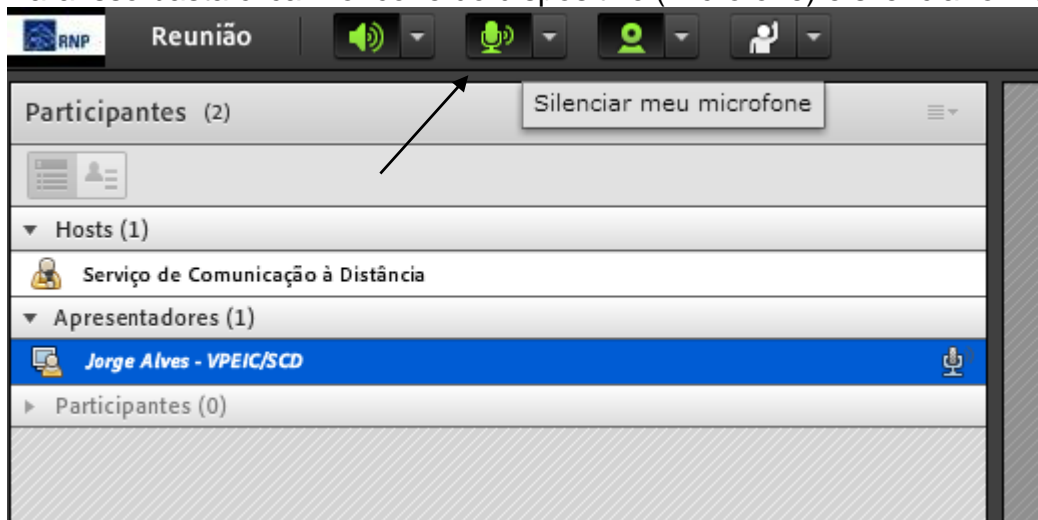 RNP Reunião
Silenciar meu microfone
Participantes (2)
Hosts (1)
Serviço de Comunicação à Distância
Apresentadores (1)
Jorge Alves - VPEIC/SCD
Participantes (0)